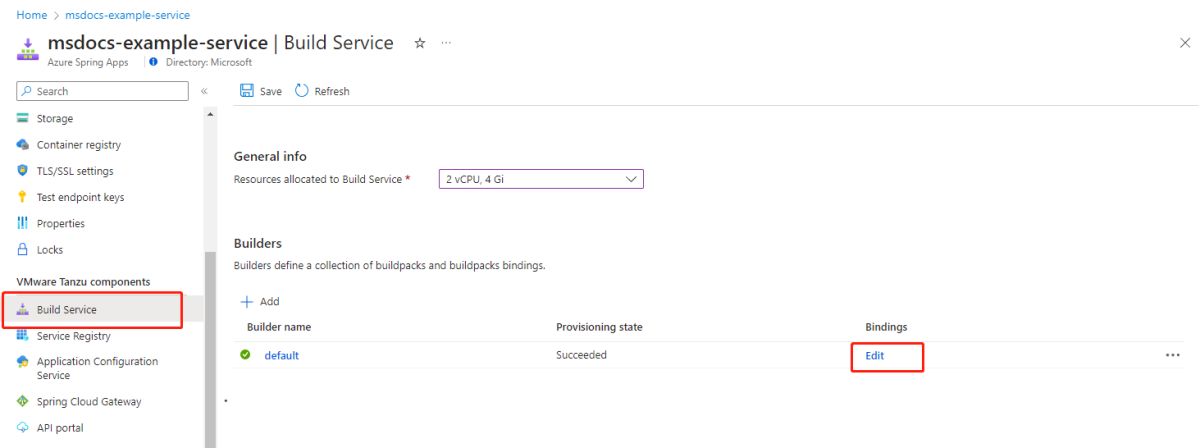 Home > msdocs-example-service
msdocs-example-service | Build Service
Azure Spring Apps
Directory: Microsoft
Search
Save
Refresh
Storage
Container registry
TLS/SSL settings
Test endpoint keys
Properties
Locks
VMware Tanzu components
Build Service
Service Registry
Application Configuration
Service
Spring Cloud Gateway
API portal
General info
Resources allocated to Build Service *
2 vCPU, 4 Gi
Builders
Builders define a collection of buildpacks and buildpacks bindings.
Add
Builder name Provisioning state Bindings
default Succeeded Edit